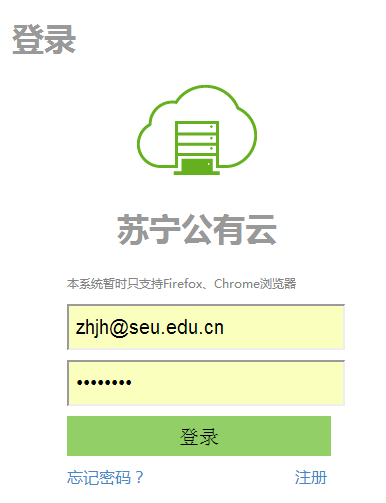 登录
苏宁公有云
本系统暂时只支持Firefox、Chrome浏览器
zhjh@seu.edu.cn
••••••••
登录
忘记密码？ 注册